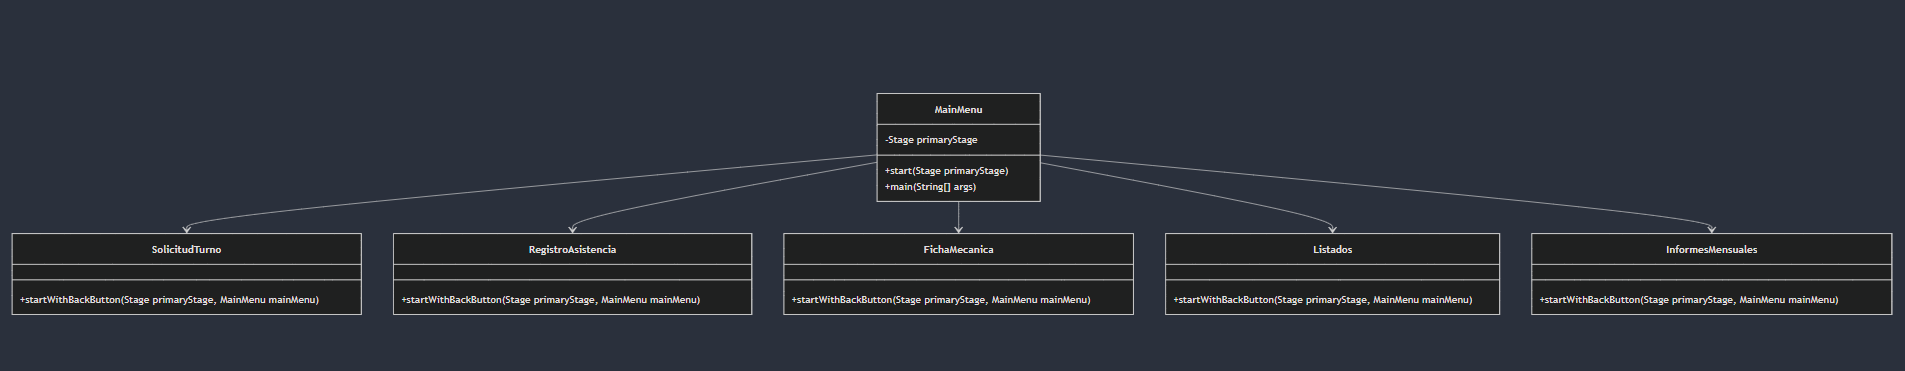 MainMenu
-Stage primaryStage
+start(Stage primaryStage)
+main(String[] args)
SolicitudTurno
+startWithBackButton(Stage primaryStage, MainMenu mainMenu)
RegistroAsistencia
+startWithBackButton(Stage primaryStage, MainMenu mainMenu)
FichaMecanica
+startWithBackButton(Stage primaryStage, MainMenu mainMenu)
Listados
+startWithBackButton(Stage primaryStage, MainMenu mainMenu)
InformesMensuales
+startWithBackButton(Stage primaryStage, MainMenu mainMenu)